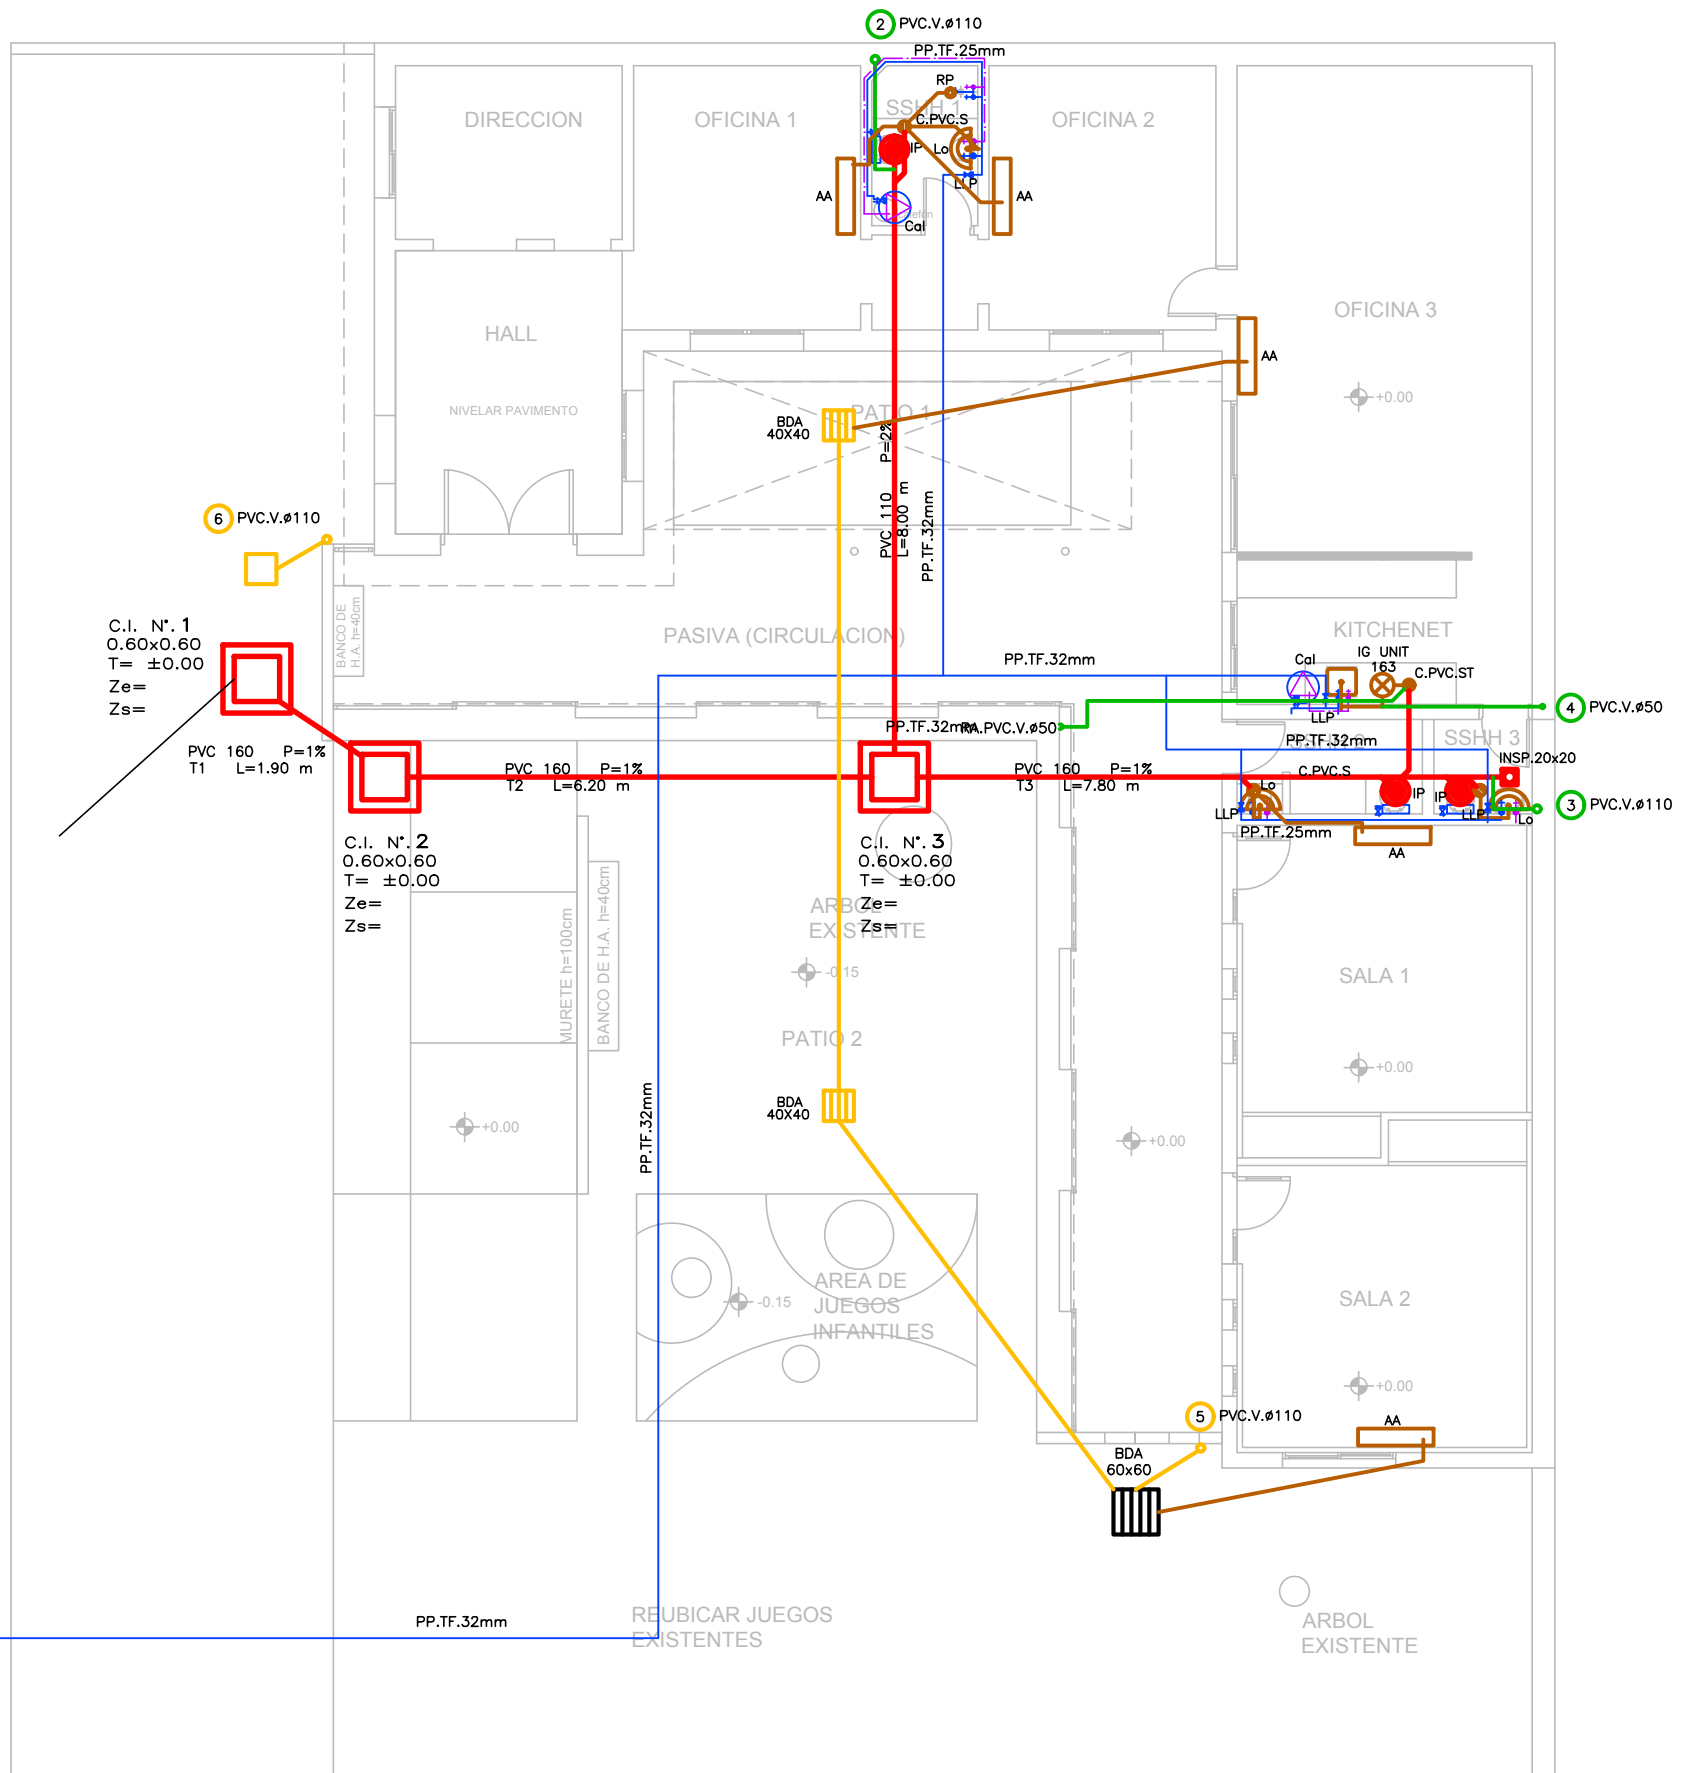 2 PVC.V.ø110
PP.TF.25mm
RP
DIRECCION
OFICINA 1
SSHH 1
OFICINA 2
C.PVC.S
IP
Lo
LLP
AA
AA
Cal
HALL
OFICINA 3
AA
NIVELAR PAVIMENTO
+0.00
BDA
40X40
PATIO 1
P=2%
PVC 110
L=8.00 m
PP.TF.32mm
6 PVC.V.ø110
C.I. N°. 1
0.60x0.60
T= ±0.00
Ze=
Zs=
BANCO DE
H.A. h=40cm
PASIVA (CIRCULACION)
KITCHENET
PP.TF.32mm
Cal
IG UNIT
163
C.PVC.ST
LLP
4 PVC.V.ø50
PP.TF.32mm
RA.PVC.V.ø50
PP.TF.32mm
SSHH 3
INSP.20x20
PVC 160 P=1%
T1 L=1.90 m
PVC 160 P=1%
T2 L=6.20 m
PVC 160 P=1%
T3 L=7.80 m
C.PVC.S
Lo
IP
IP
LLP
LLP
Lo
3 PVC.V.ø110
PP.TF.25mm
AA
C.I. N°. 2
0.60x0.60
T= ±0.00
Ze=
Zs=
C.I. N°. 3
0.60x0.60
T= ±0.00
Ze=
Zs=
MURETE h=100cm
BANCO DE H.A. h=40cm
ARBOL
EXISTENTE
-0.15
SALA 1
PATIO 2
+0.00
BDA
40X40
+0.00
+0.00
PP.TF.32mm
AREA DE
JUEGOS
INFANTILES
-0.15
SALA 2
+0.00
5 PVC.V.ø110
AA
BDA
60x60
PP.TF.32mm
REUBICAR JUEGOS
EXISTENTES
ARBOL
EXISTENTE